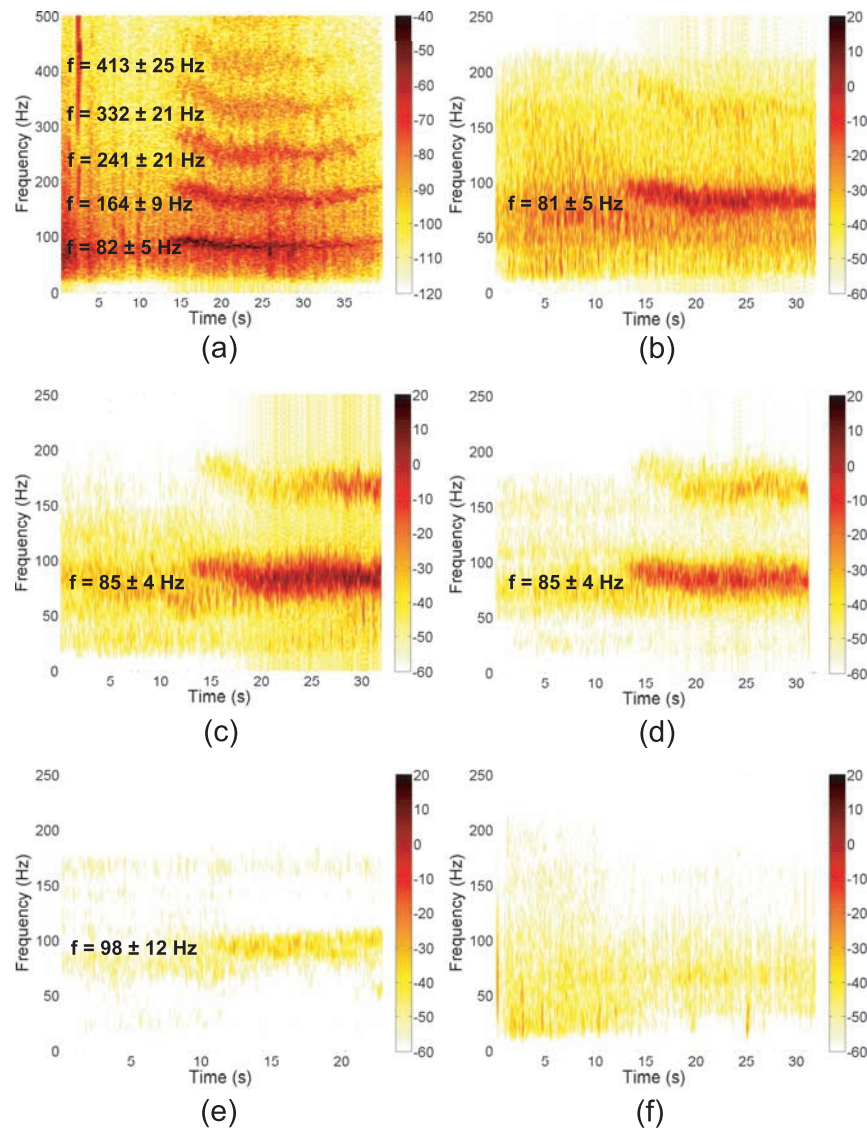 500
400
300
200
100
0
Frequency (Hz)
f = 413 ± 25 Hz
f = 332 ± 21 Hz
f = 241 ± 21 Hz
f = 164 ± 9 Hz
f = 82 ± 5 Hz
5 10 15 20 25 30 35
Time (s)
-40
-50
-60
-70
-80
-90
-100
-110
-120
(a)
250
200
150
100
50
0
Frequency (Hz)
f = 81 ± 5 Hz
5 10 15 20 25 30
Time (s)
20
10
0
-10
-20
-30
-40
-50
-60
(b)
250
200
150
100
50
0
Frequency (Hz)
f = 85 ± 4 Hz
5 10 15 20 25 30
Time (s)
20
10
0
-10
-20
-30
-40
-50
-60
(c)
250
200
150
100
50
0
Frequency (Hz)
f = 85 ± 4 Hz
5 10 15 20 25 30
Time (s)
20
10
0
-10
-20
-30
-40
-50
-60
(d)
250
200
150
100
50
0
Frequency (Hz)
f = 98 ± 12 Hz
5 10 15 20
Time (s)
20
10
0
-10
-20
-30
-40
-50
-60
(e)
250
200
150
100
50
0
Frequency (Hz)
5 10 15 20 25 30
Time (s)
20
10
0
-10
-20
-30
-40
-50
-60
(f)